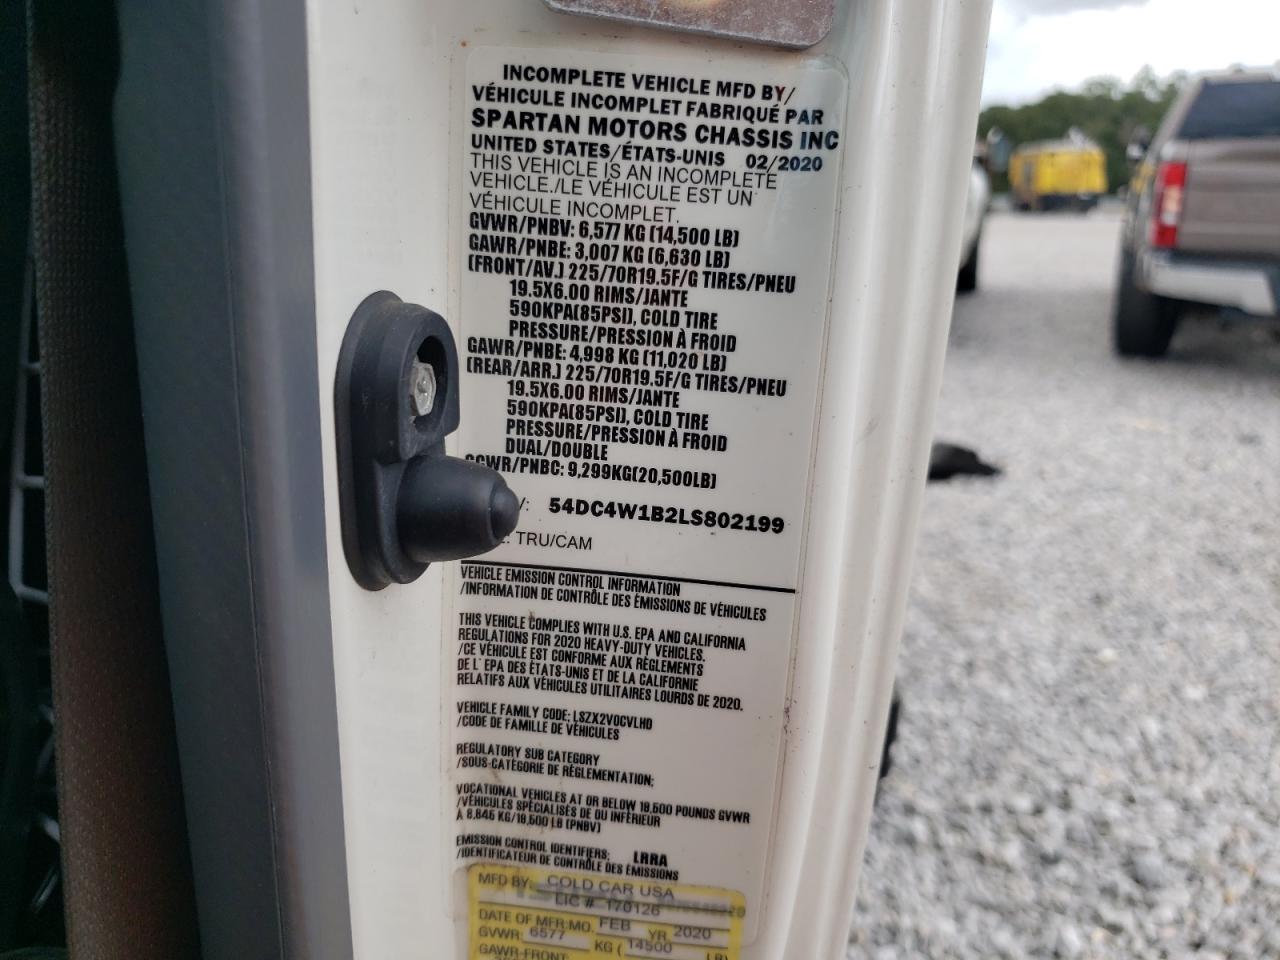 INCOMPLETE VEHICLE MFD BY/
VÉHICULE INCOMPLET FABRIQUÉ PAR
SPARTAN MOTORS CHASSIS INC
UNITED STATES/ÉTATS-UNIS 02/2020
THIS VEHICLE IS AN INCOMPLETE
VEHICLE./LE VÉHICULE EST UN
VÉHICULE INCOMPLET.
GVWR/PNBV: 6,577 KG (14,500 LB)
GAWR/PNBE: 3,007 KG (6,630 LB)
(FRONT/AV.) 225/70R19.5F/G TIRES/PNEU
19.5X6.00 RIMS/JANTE
590KPA(85PSI), COLD TIRE
PRESSURE/PRESSION À FROID
GAWR/PNBE: 4,998 KG (11,020 LB)
(REAR/ARR.) 225/70R19.5F/G TIRES/PNEU
19.5X6.00 RIMS/JANTE
590KPA(85PSI), COLD TIRE
PRESSURE/PRESSION À FROID
DUAL/DOUBLE
GCWR/PNBC: 9,299KG(20,500LB)
54DC4W1B2LS802199
TRU/CAM
VEHICLE EMISSION CONTROL INFORMATION
/INFORMATION DE CONTRÔLE DES ÉMISSIONS DE VÉHICULES
THIS VEHICLE COMPLIES WITH U.S. EPA AND CALIFORNIA
REGULATIONS FOR 2020 HEAVY-DUTY VEHICLES.
/CE VÉHICULE EST CONFORME AUX RÈGLEMENTS
DE L' EPA DES ÉTATS-UNIS ET DE LA CALIFORNIE
RELATIFS AUX VÉHICULES UTILITAIRES LOURDS DE 2020.
VEHICLE FAMILY CODE: LSZX2VOCVLHD
/CODE DE FAMILLE DE VÉHICULES
REGULATORY SUB CATEGORY
/SOUS-CATÉGORIE DE RÈGLEMENTATION:
VOCATIONAL VEHICLES AT OR BELOW 19,500 POUNDS GVWR
/VÉHICULES SPÉCIALISÉS DE OU INFÉRIEUR
À 8,845 KG/19,500 LB (PNBV)
EMISSION CONTROL IDENTIFIERS: LRRA
/IDENTIFICATEUR DE CONTRÔLE DES ÉMISSIONS
MFD BY: COLD CAR USA
LIC # 170126
DATE OF MFR:MO. FEB YR 2020
GVWR: 6577 KG ( 14500 LB)
GAWR-FRONT: